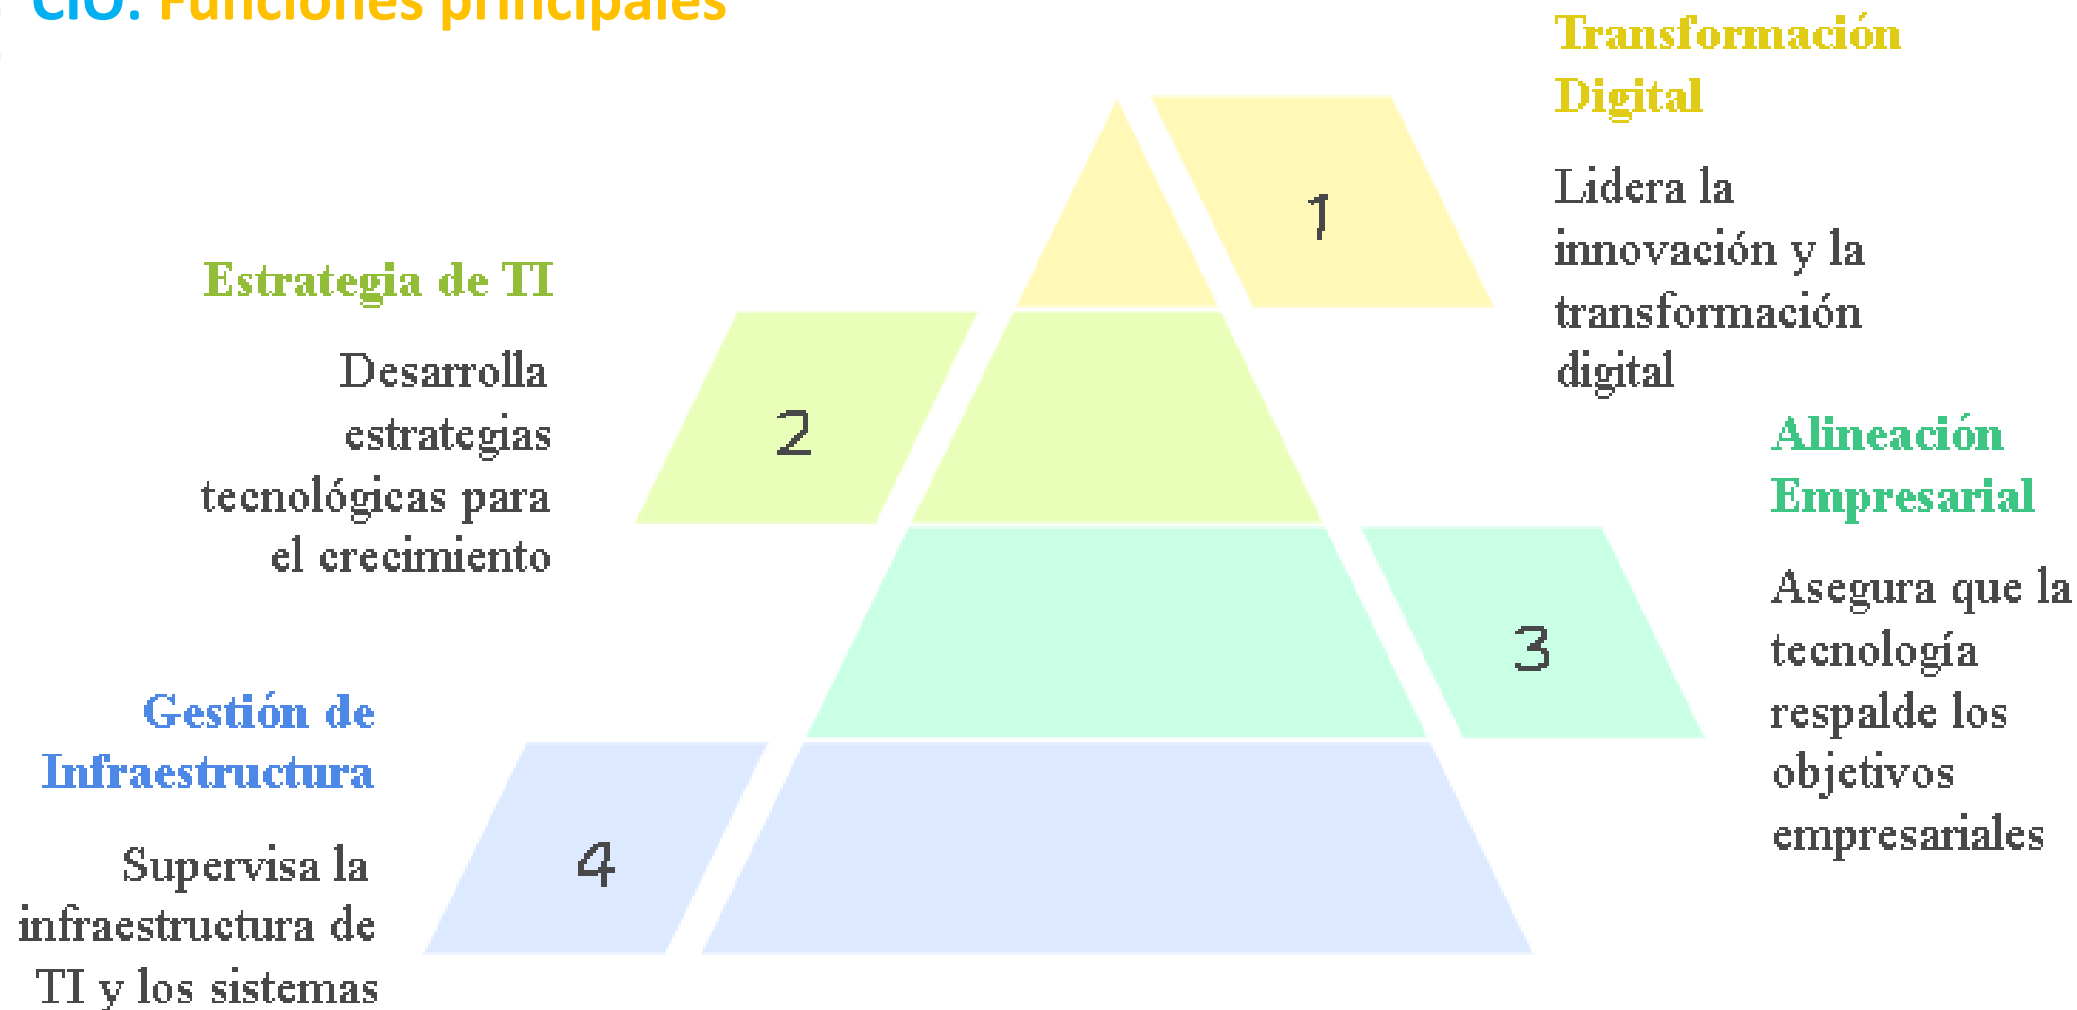 CIO: Funciones principales
Transformación
Digital
Lidera la
innovación y la
transformación
digital
1
Estrategia de TI
Desarrolla
estrategias
tecnológicas para
el crecimiento
2
Alineación
Empresarial
Asegura que la
tecnología
respalde los
objetivos
empresariales
3
Gestión de
Infraestructura
Supervisa la
infraestructura de
TI y los sistemas
4